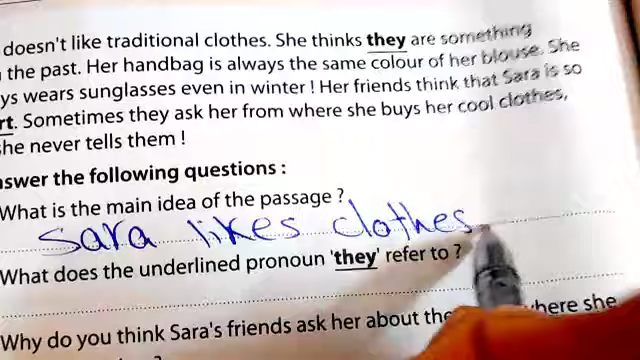 doesn't like traditional clothes. She thinks they are something
the past. Her handbag is always the same colour of her blouse. She
ys wears sunglasses even in winter ! Her friends think that Sara is so
rt. Sometimes they ask her from where she buys her cool clothes,
she never tells them !
nswer the following questions :
What is the main idea of the passage ?
Sara likes clothes
What does the underlined pronoun 'they' refer to ?
Why do you think Sara's friends ask her about the where she